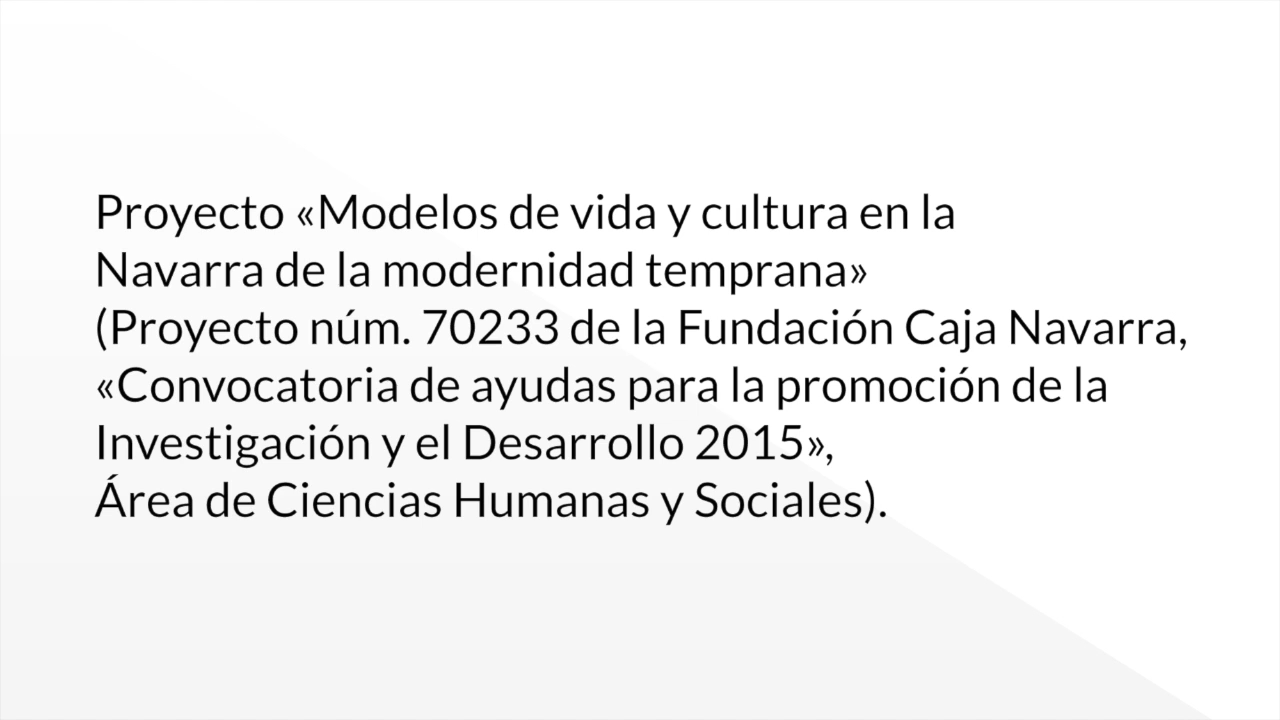 Proyecto «Modelos de vida y cultura en la
Navarra de la modernidad temprana»
(Proyecto núm. 70233 de la Fundación Caja Navarra,
«Convocatoria de ayudas para la promoción de la
Investigación y el Desarrollo 2015»,
Área de Ciencias Humanas y Sociales).